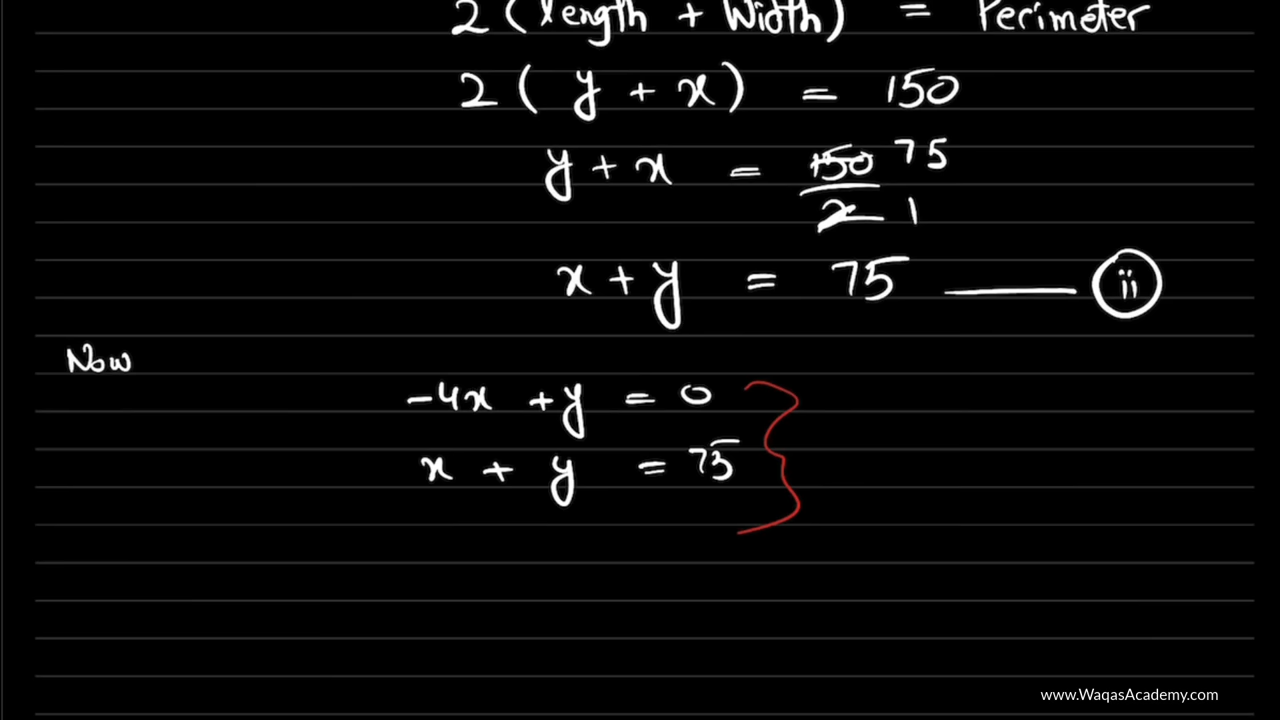 2 (length + Width) = Perimeter
2 ( y + x ) = 150
y + x = 150/2 75 1
x + y = 75 ——— ii
Now
-4x + y = 0
x + y = 75
www.WaqasAcademy.com